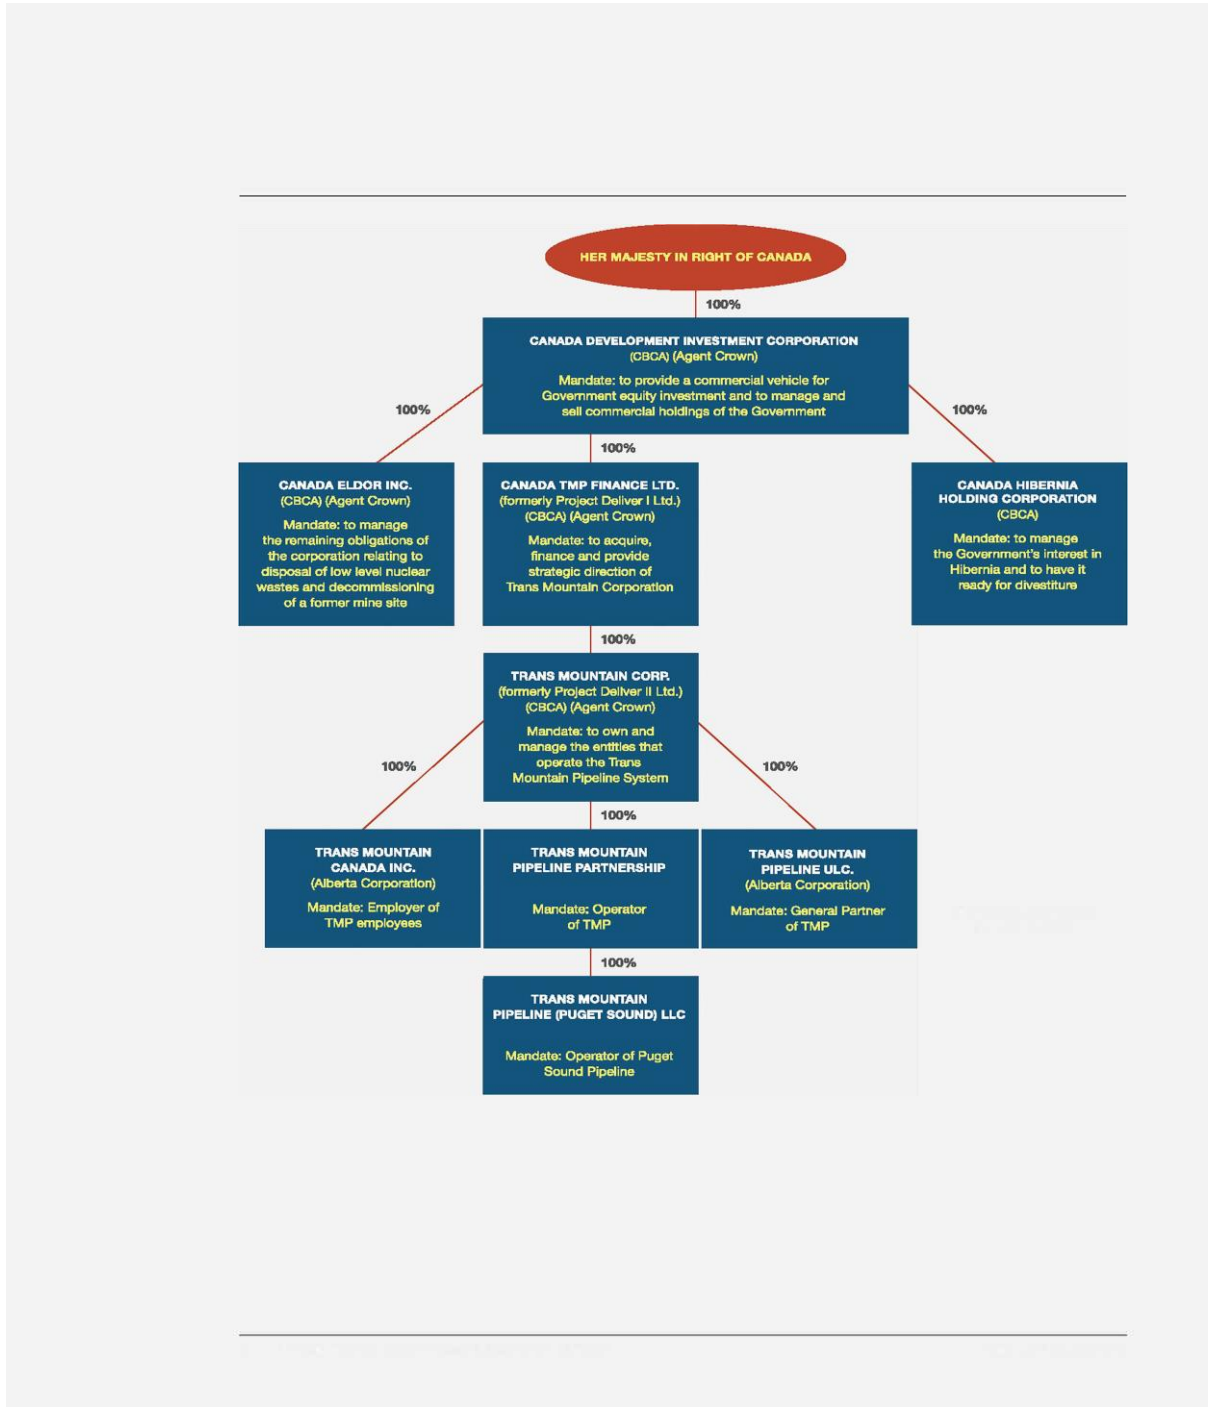 HER MAJESTY IN RIGHT OF CANADA
100%
CANADA DEVELOPMENT INVESTMENT CORPORATION
(CBCA) (Agent Crown)
Mandate: to provide a commercial vehicle for
Government equity investment and to manage and
sell commercial holdings of the Government
100%
100%
100%
CANADA ELDOR INC.
(CBCA) (Agent Crown)
Mandate: to manage
the remaining obligations of
the corporation relating to
disposal of low level nuclear
wastes and decommissioning
of a former mine site
CANADA TMP FINANCE LTD.
(formerly Project Deliver I Ltd.)
(CBCA) (Agent Crown)
Mandate: to acquire,
finance and provide
strategic direction of
Trans Mountain Corporation
CANADA HIBERNIA
HOLDING CORPORATION
(CBCA)
Mandate: to manage
the Government's interest in
Hibernia and to have it
ready for divestiture
100%
TRANS MOUNTAIN CORP.
(formerly Project Deliver II Ltd.)
(CBCA) (Agent Crown)
Mandate: to own and
manage the entities that
operate the Trans
Mountain Pipeline System
100%
100%
100%
TRANS MOUNTAIN
CANADA INC.
(Alberta Corporation)
Mandate: Employer of
TMP employees
TRANS MOUNTAIN
PIPELINE PARTNERSHIP
Mandate: Operator
of TMP
TRANS MOUNTAIN
PIPELINE ULC.
(Alberta Corporation)
Mandate: General Partner
of TMP
100%
TRANS MOUNTAIN
PIPELINE (PUGET SOUND) LLC
Mandate: Operator of Puget
Sound Pipeline